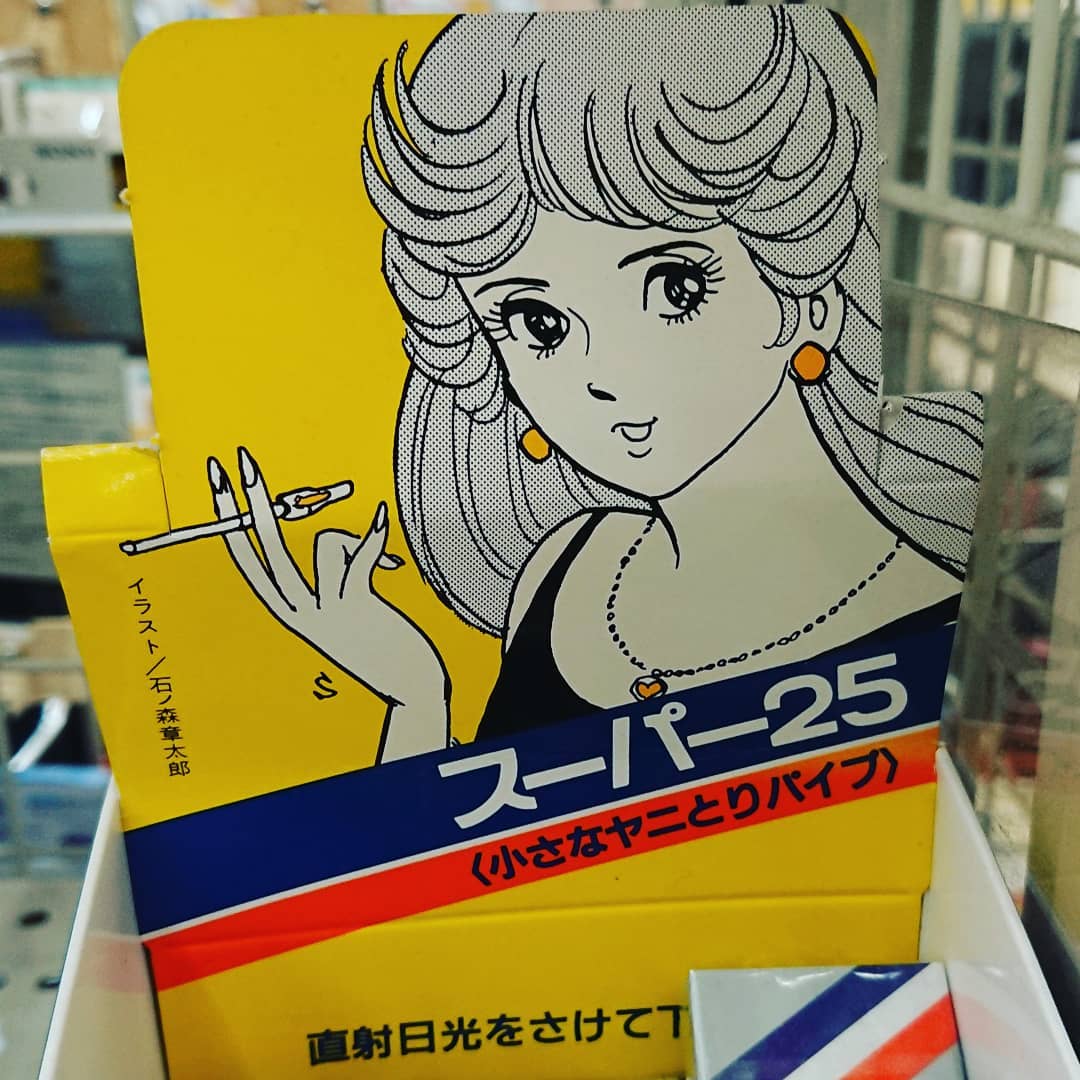 イラスト／石ノ森章太郎
スーパー25
〈小さなヤニとりパイプ〉
直射日光をさけて